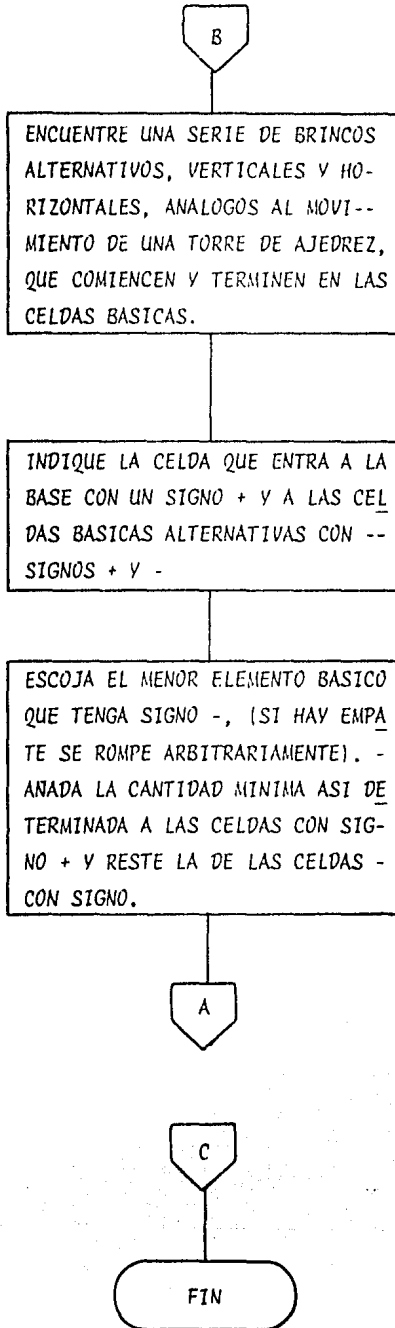 B
ENCUENTRE UNA SERIE DE BRINCOS
ALTERNATIVOS, VERTICALES Y HO-
RIZONTALES, ANALOGOS AL MOVI--
MIENTO DE UNA TORRE DE AJEDREZ,
QUE COMIENCEN Y TERMINEN EN LAS
CELDAS BASICAS.
INDIQUE LA CELDA QUE ENTRA A LA
BASE CON UN SIGNO + Y A LAS CEL
DAS BASICAS ALTERNATIVAS CON --
SIGNOS + Y -
ESCOJA EL MENOR ELEMENTO BASICO
QUE TENGA SIGNO -, (SI HAY EMPA
TE SE ROMPE ARBITRARIAMENTE). -
AÑADA LA CANTIDAD MINIMA ASI DE
TERMINADA A LAS CELDAS CON SIG-
NO + Y RESTE LA DE LAS CELDAS -
CON SIGNO.
A
C
FIN